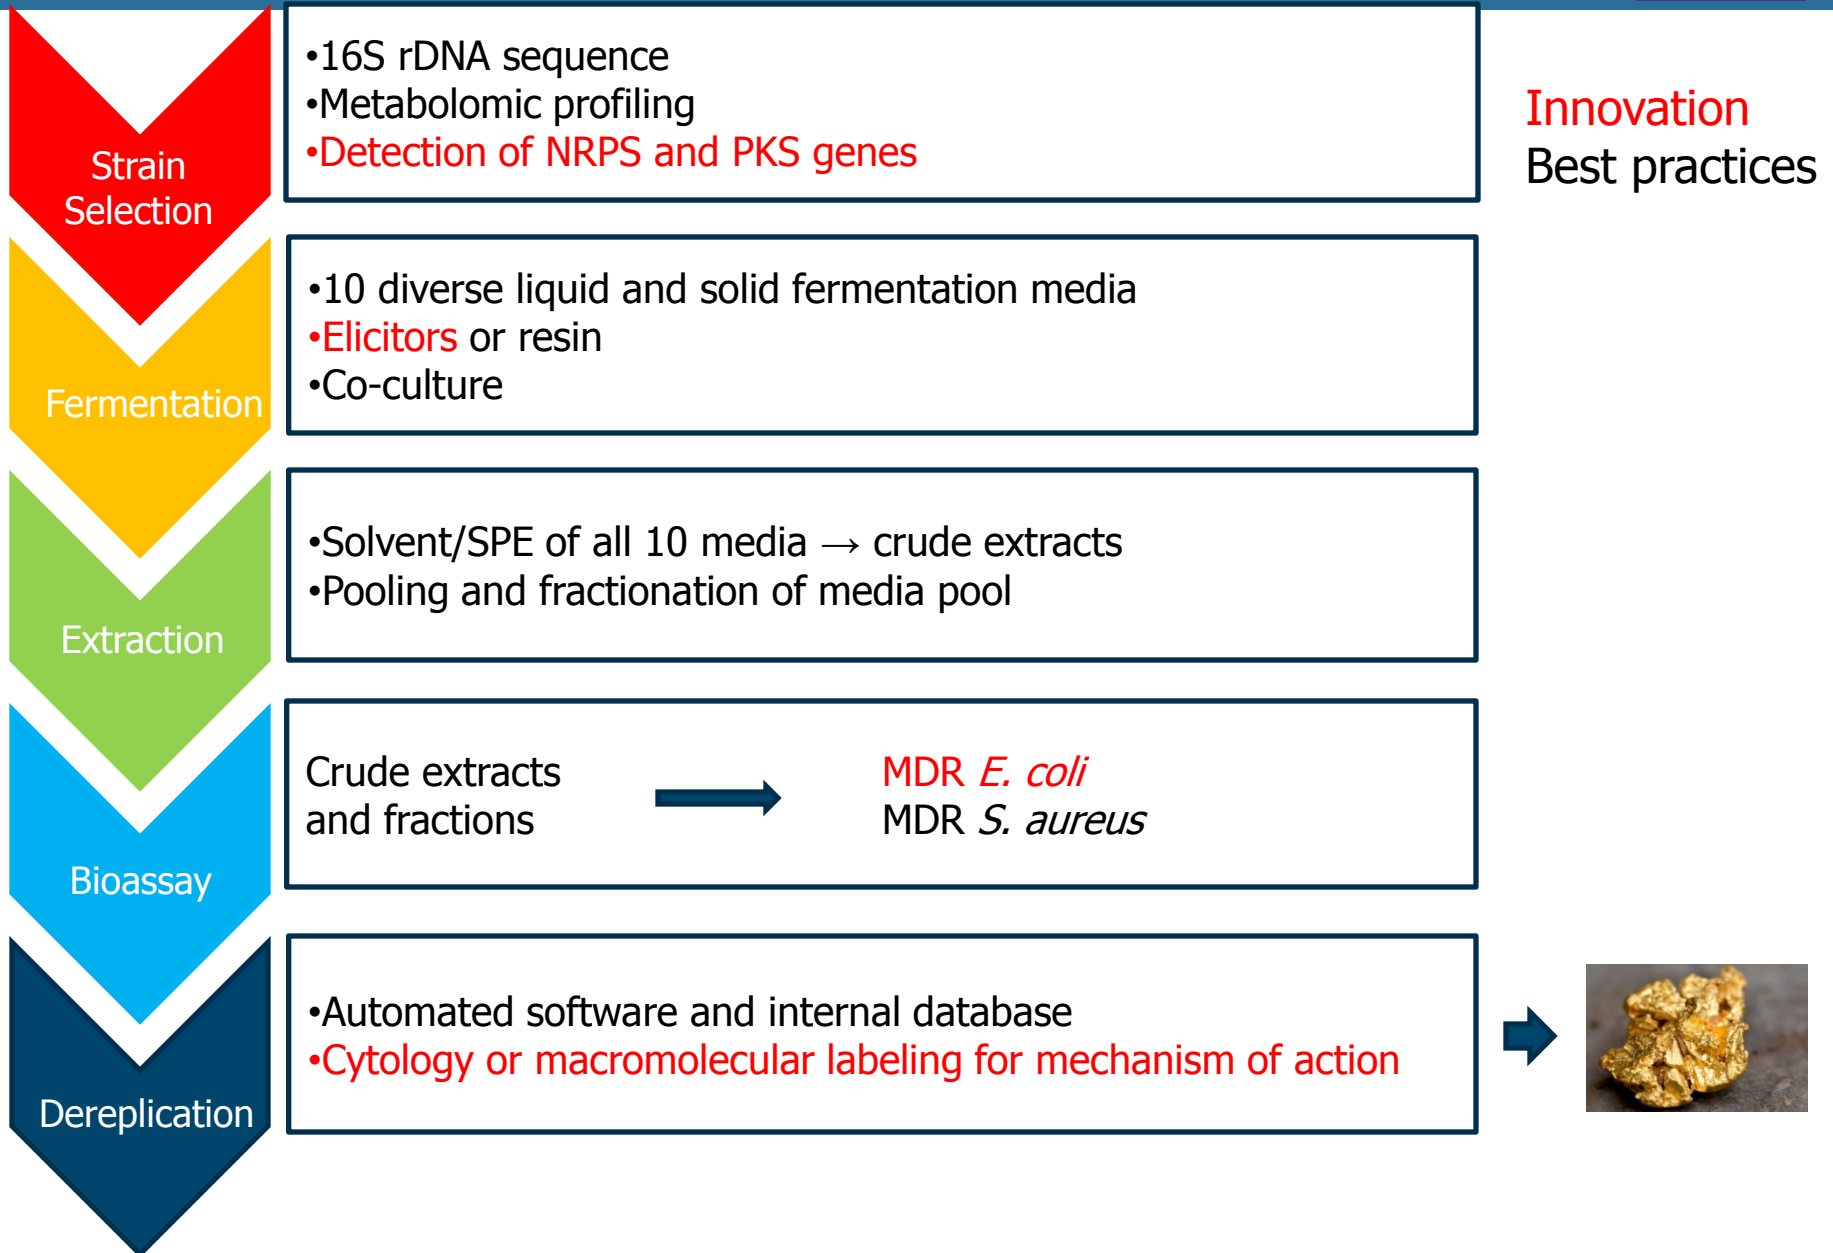 Strain
Selection
•16S rDNA sequence
•Metabolomic profiling
•Detection of NRPS and PKS genes
Innovation
Best practices
Fermentation
•10 diverse liquid and solid fermentation media
•Elicitors or resin
•Co-culture
Extraction
•Solvent/SPE of all 10 media → crude extracts
•Pooling and fractionation of media pool
Bioassay
Crude extracts
and fractions
MDR E. coli
MDR S. aureus
Dereplication
•Automated software and internal database
•Cytology or macromolecular labeling for mechanism of action